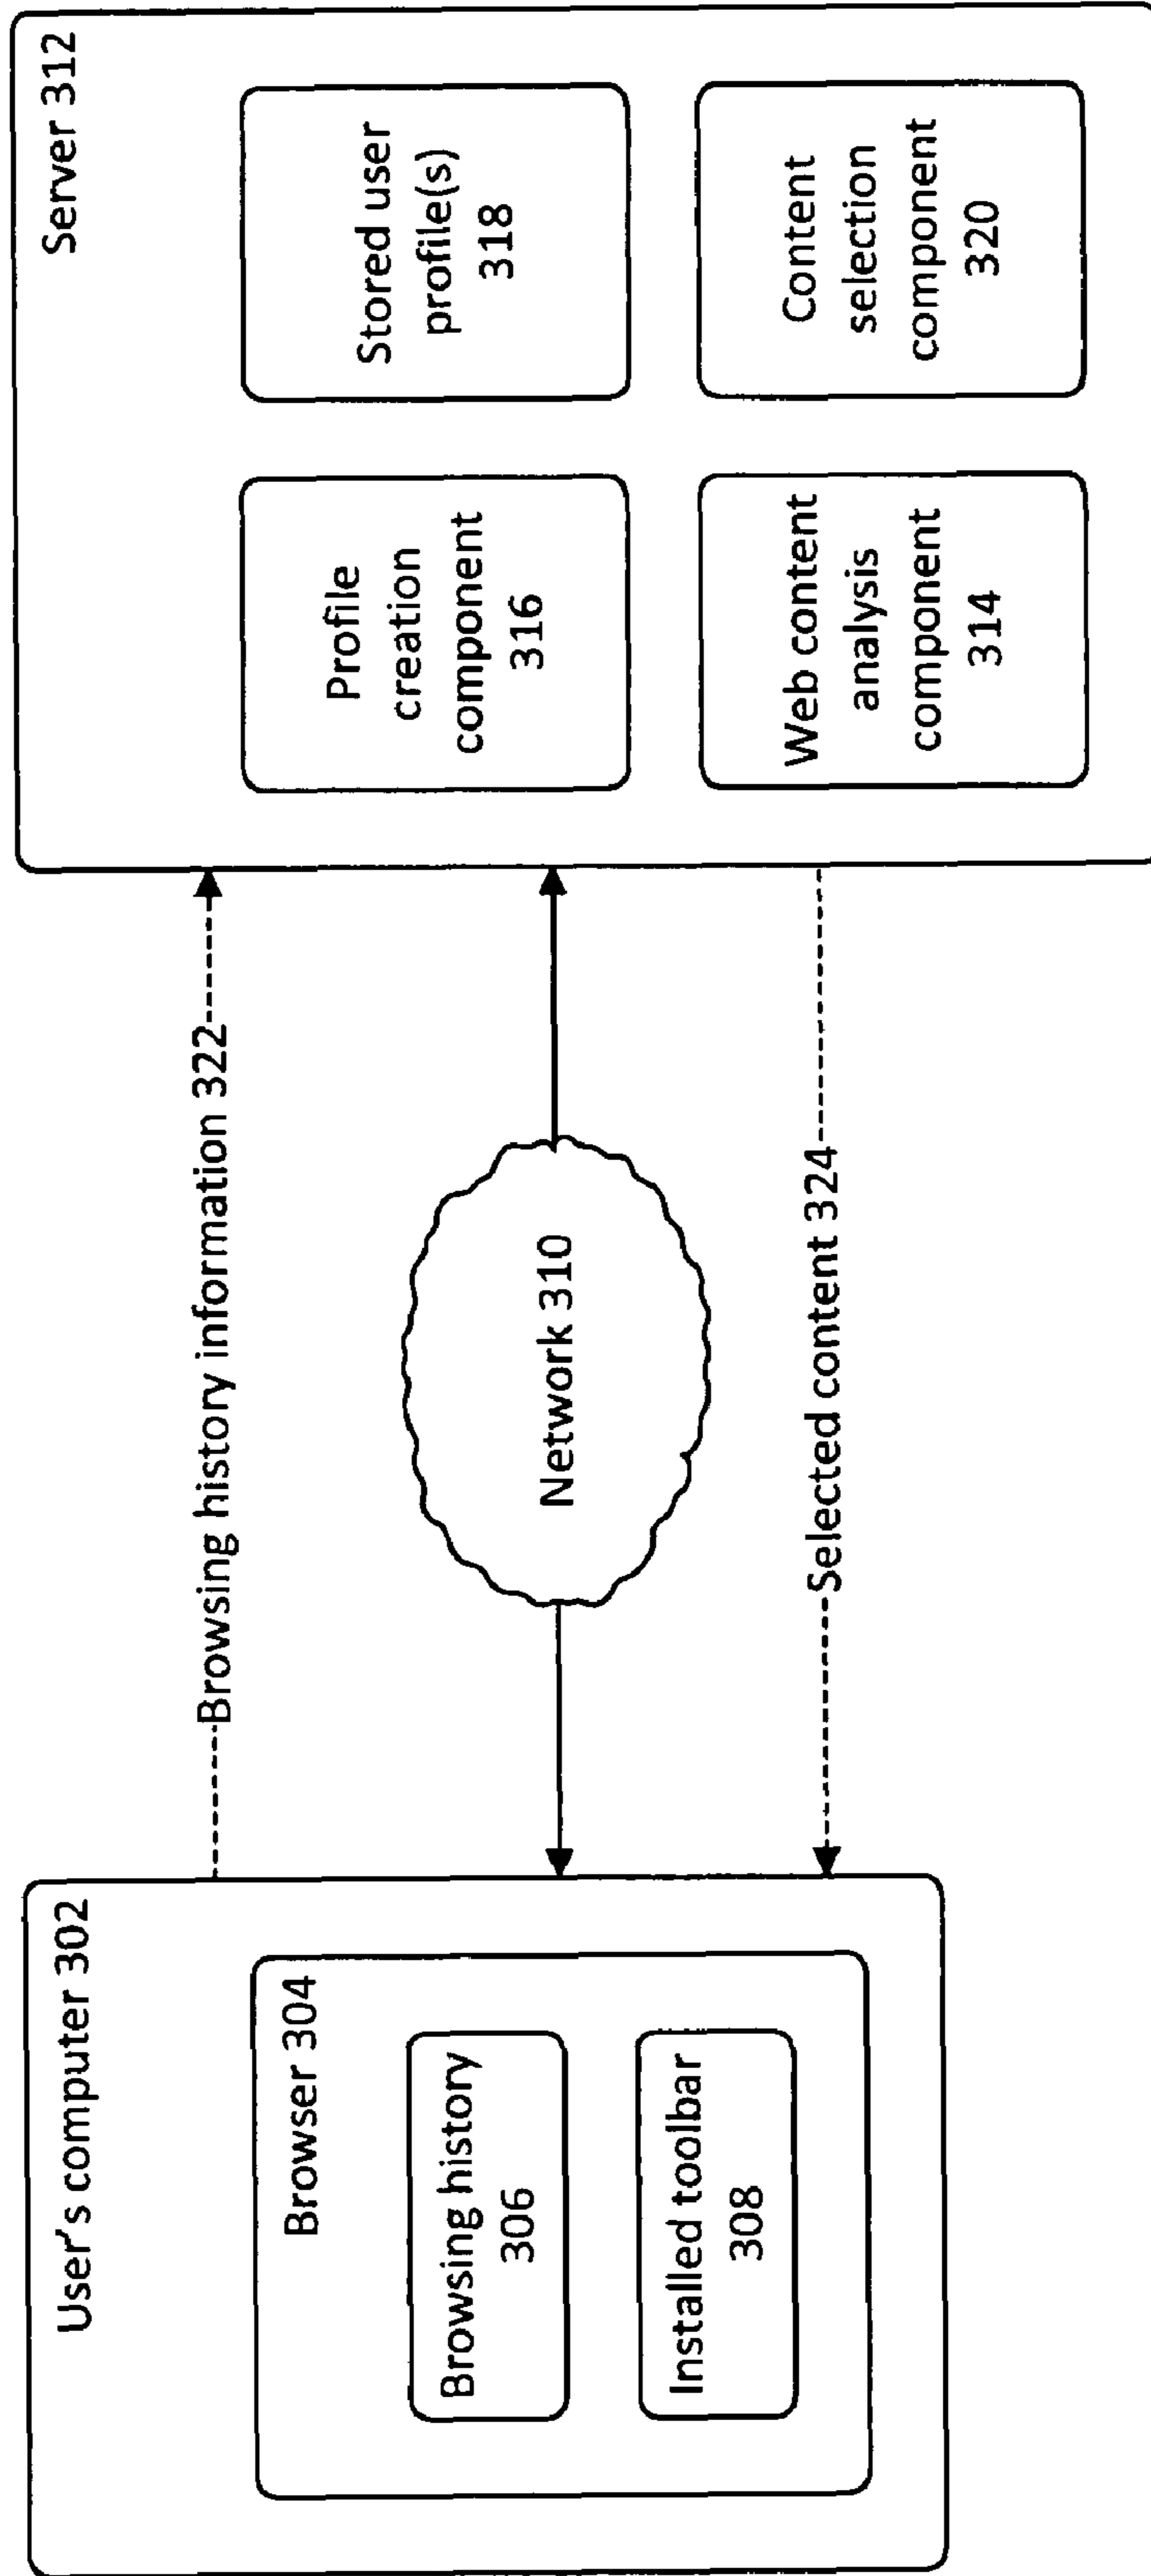 User's computer 302
Browser 304
Browsing history
306
Installed toolbar
308
Browsing history information 322
Network 310
Selected content 324
Server 312
Profile
creation
component
316
Stored user
profile(s)
318
Web content
analysis
component
314
Content
selection
component
320